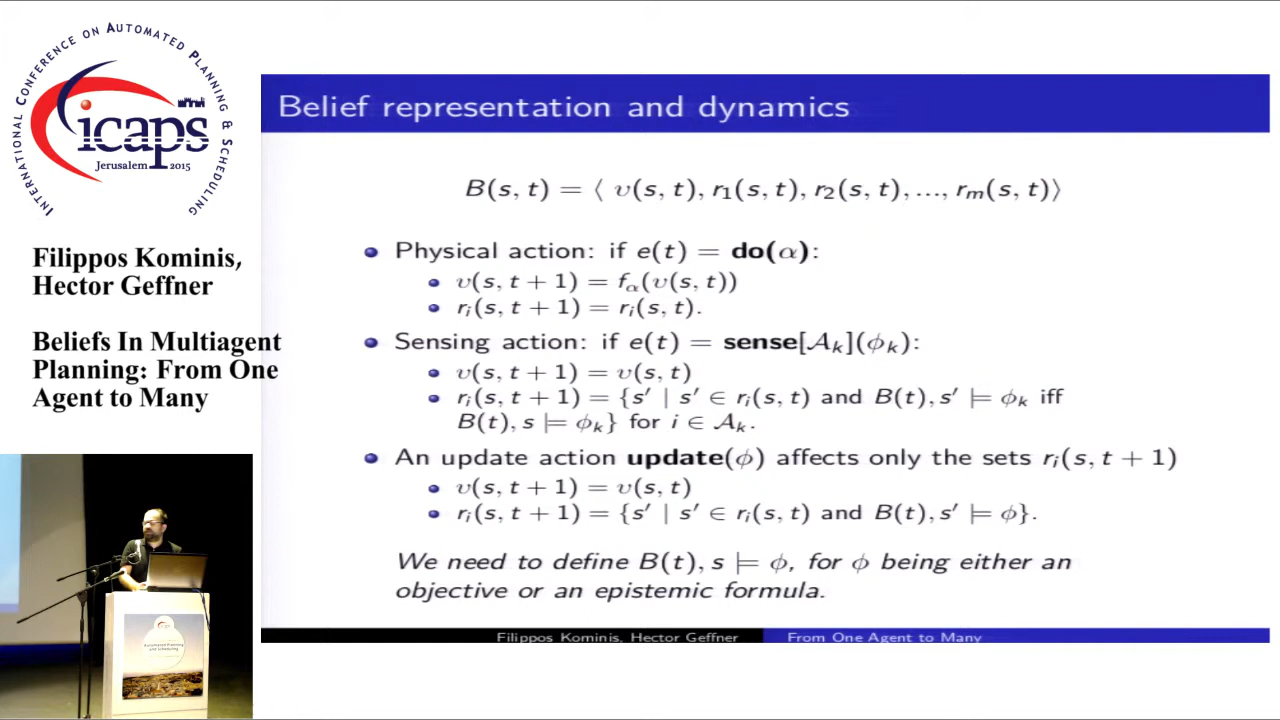 INTERNATIONAL CONFERENCE ON AUTOMATED PLANNING & SCHEDULING
icaps
Jerusalem 2015
Filippos Kominis,
Hector Geffner
Beliefs In Multiagent
Planning: From One
Agent to Many
Belief representation and dynamics
B(s, t) = ⟨ υ(s, t), r₁(s, t), r₂(s, t), ..., rₘ(s, t)⟩
Physical action: if e(t) = do(α):
υ(s, t + 1) = fα(υ(s, t))
rᵢ(s, t + 1) = rᵢ(s, t).
Sensing action: if e(t) = sense[𝒜ₖ](ϕₖ):
υ(s, t + 1) = υ(s, t)
rᵢ(s, t + 1) = {s′ | s′ ∈ rᵢ(s, t) and B(t), s′ ⊨ ϕₖ iff
B(t), s ⊨ ϕₖ} for i ∈ 𝒜ₖ.
An update action update(ϕ) affects only the sets rᵢ(s, t + 1)
υ(s, t + 1) = υ(s, t)
rᵢ(s, t + 1) = {s′ | s′ ∈ rᵢ(s, t) and B(t), s′ ⊨ ϕ}.
We need to define B(t), s ⊨ ϕ, for ϕ being either an
objective or an epistemic formula.
Filippos Kominis, Hector Geffner
From One Agent to Many
Automated Planning
and Scheduling